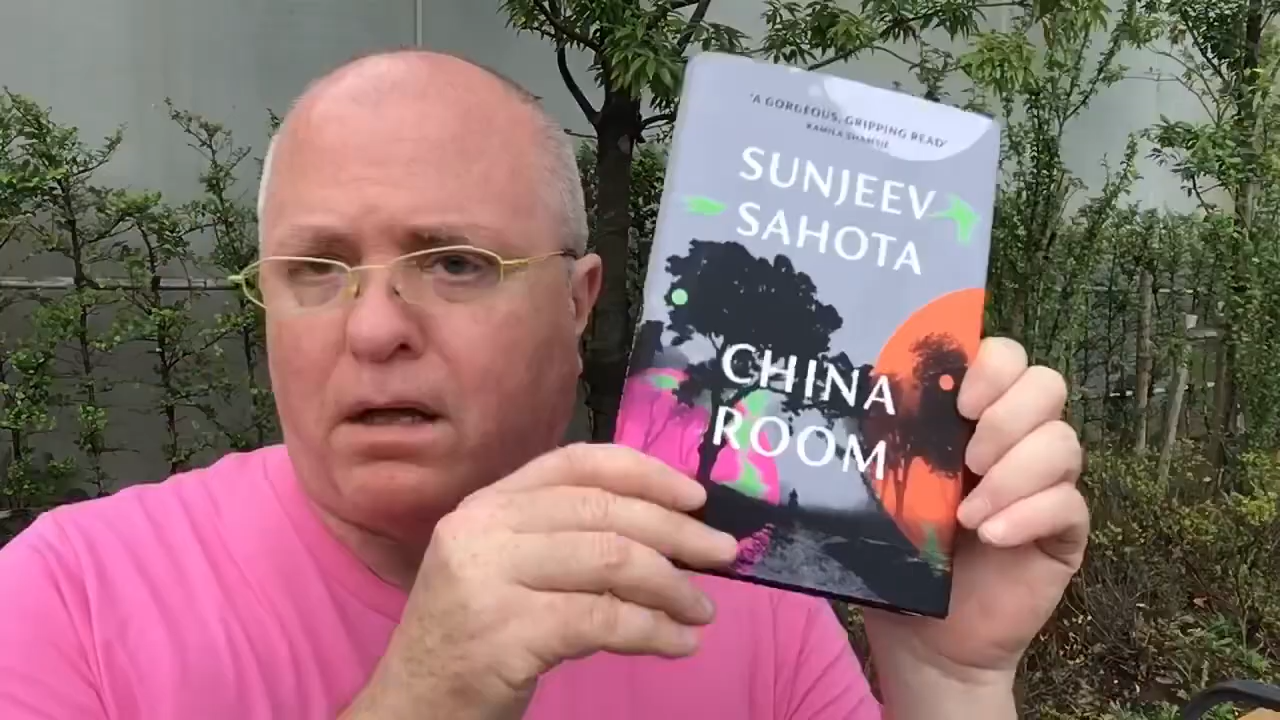 'A GORGEOUS, GRIPPING READ'
KAMILA SHAMSIE
SUNJEEV
SAHOTA
CHINA
ROOM